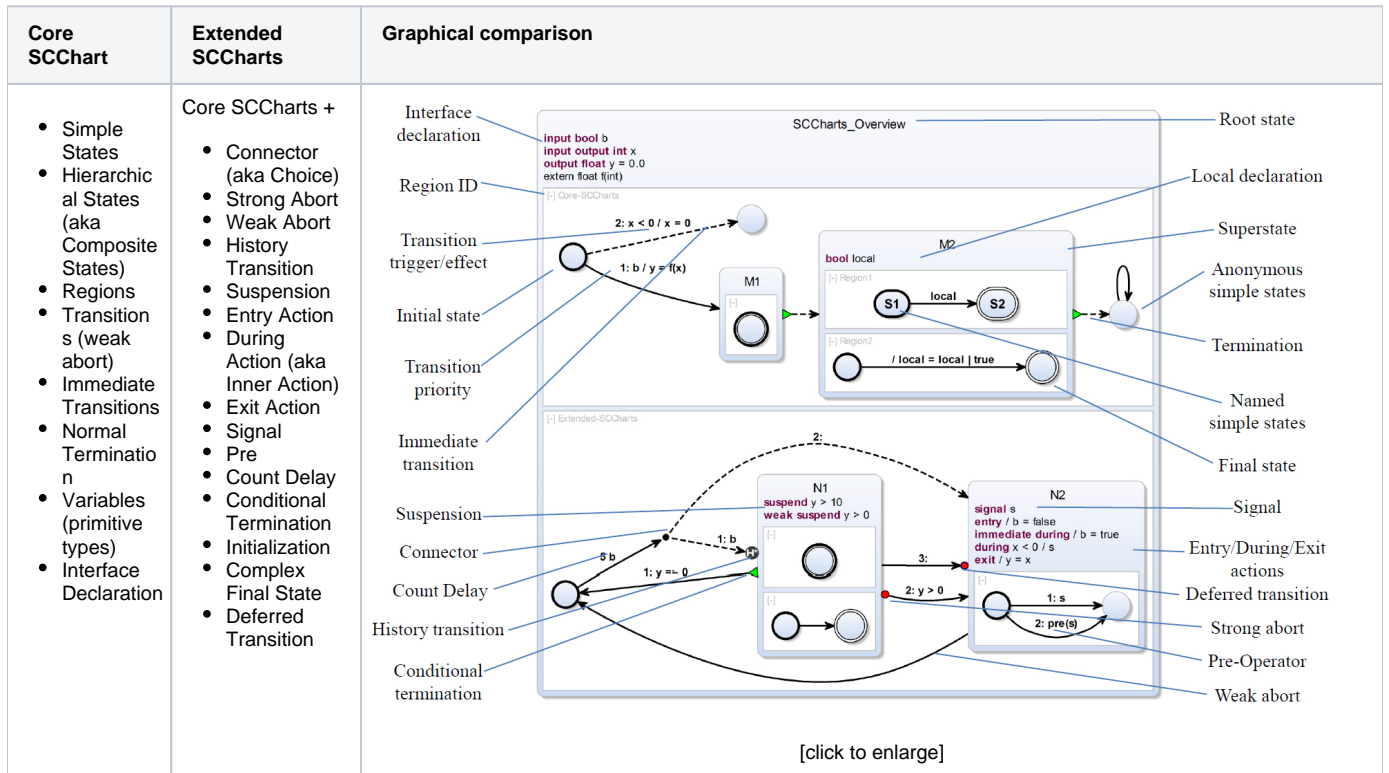 Core
SCChart
Extended
SCCharts
Graphical comparison
Simple
States
Hierarchic
al States
(aka
Composite
States)
Regions
Transition
s (weak
abort)
Immediate
Transitions
Normal
Terminatio
n
Variables
(primitive
types)
Interface
Declaration
Core SCCharts +
Connector
(aka Choice)
Strong Abort
Weak Abort
History
Transition
Suspension
Entry Action
During
Action (aka
Inner Action)
Exit Action
Signal
Pre
Count Delay
Conditional
Termination
Initialization
Complex
Final State
Deferred
Transition
Interface
declaration
Region ID
Transition
trigger/effect
Initial state
Transition
priority
Immediate
transition
Suspension
Connector
Count Delay
History transition
Conditional
termination
SCCharts_Overview
input bool b
input output int x
output float y = 0.0
extern float f(int)
[-] Core-SCCharts
2: x < 0 / x = 0
1: b / y = f(x)
M1
[-]
M2
bool local
[-] Region1
S1
local
S2
[-] Region2
/ local = local | true
[-] Extended-SCCharts
2:
1: b
5 b
H
1: y == 0
N1
suspend y > 10
weak suspend y > 0
[-]
[-]
3:
2: y > 0
N2
signal s
entry / b = false
immediate during / b = true
during x < 0 / s
exit / y = x
[-]
1: s
2: pre(s)
Root state
Local declaration
Superstate
Anonymous
simple states
Termination
Named
simple states
Final state
Signal
Entry/During/Exit
actions
Deferred transition
Strong abort
Pre-Operator
Weak abort
[click to enlarge]